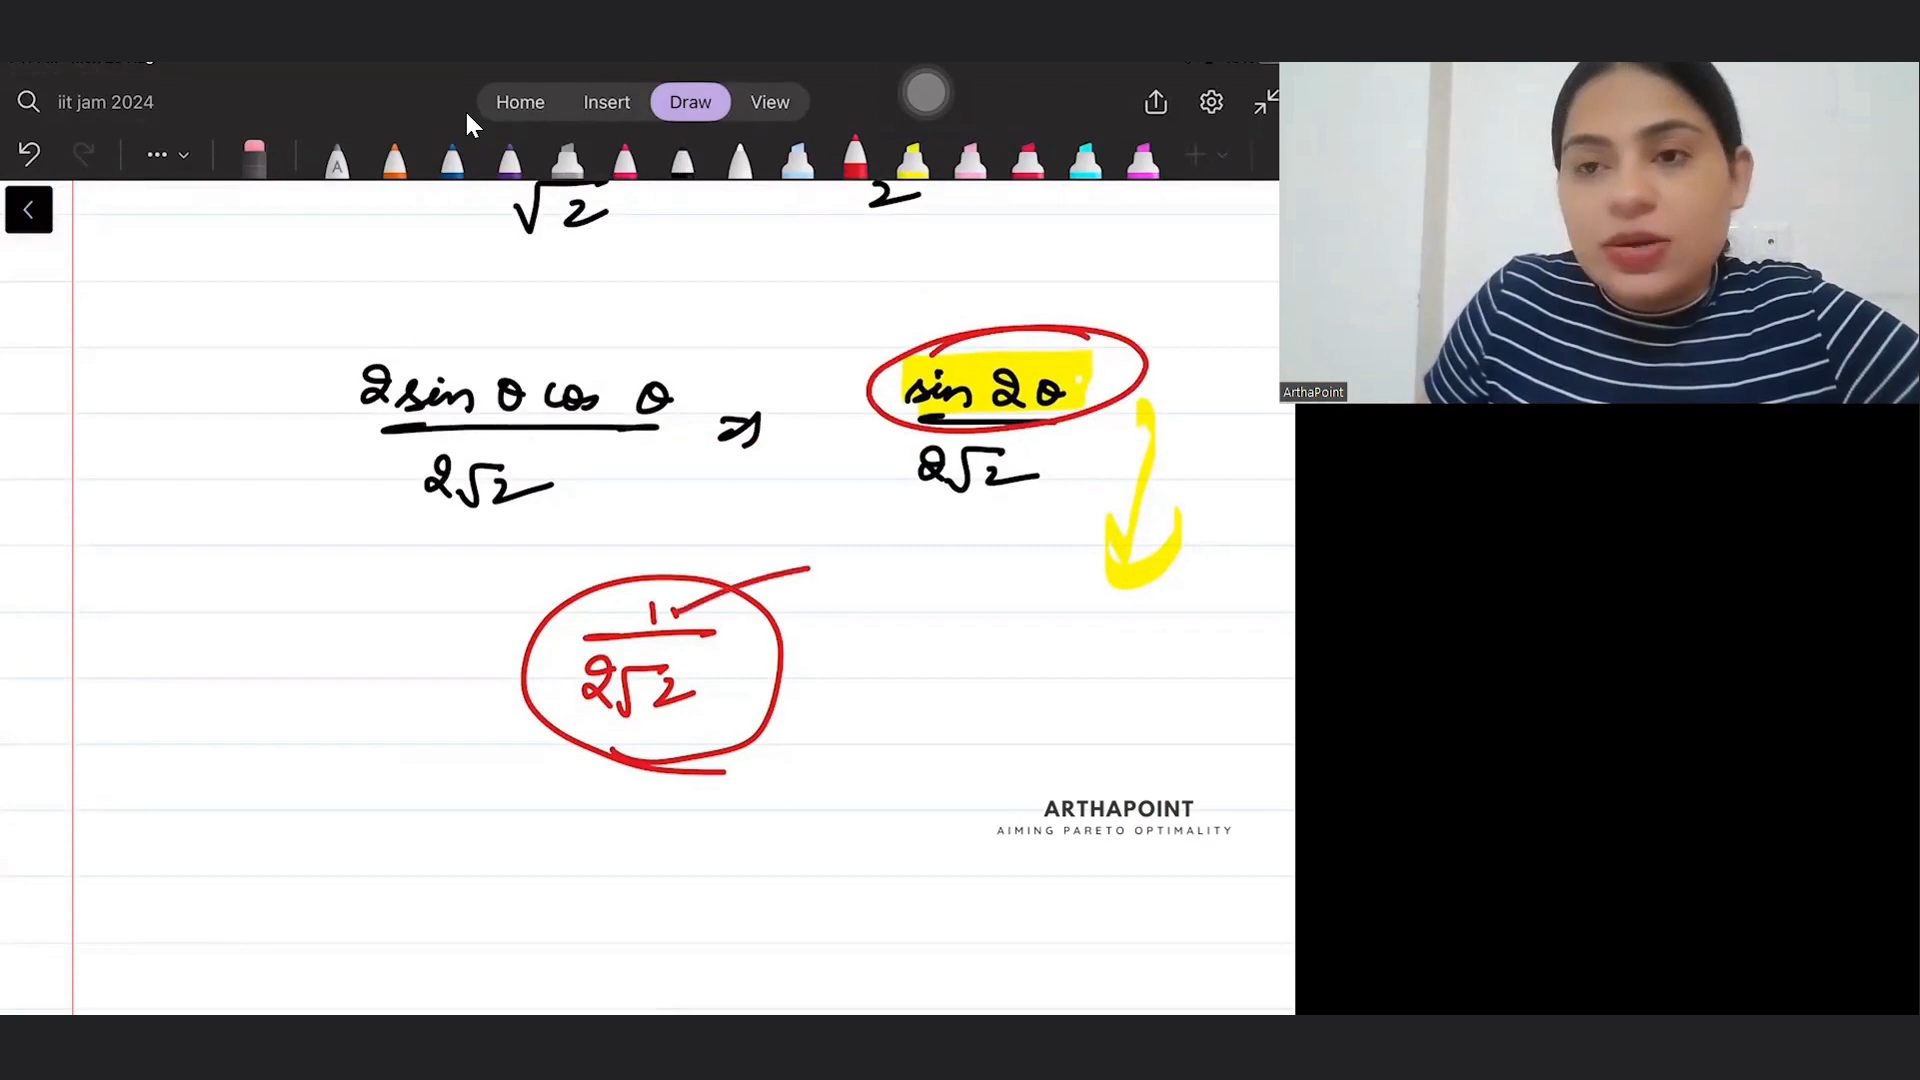 iit jam 2024
Home Insert Draw View
A
√2 2
2 sin θ cos θ / 2√2 ⇒ sin 2θ / 2√2
1 / 2√2
ArthaPoint
ARTHAPOINT
AIMING PARETO OPTIMALITY